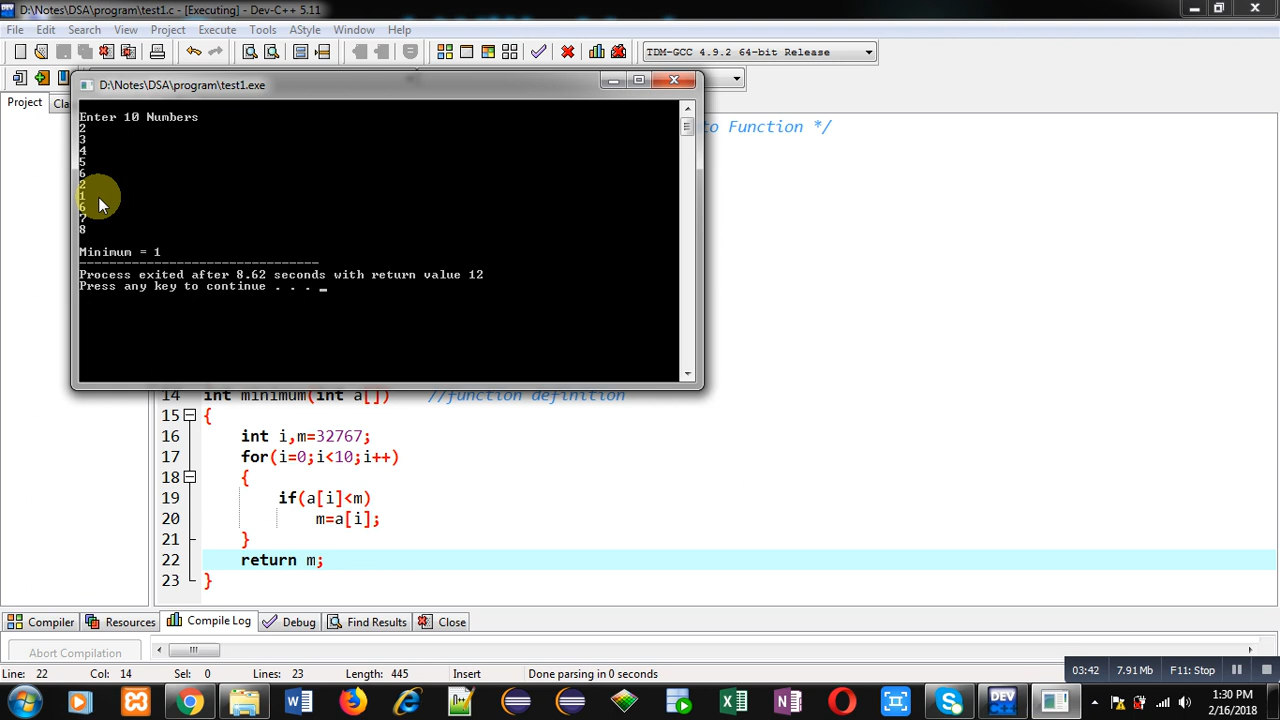 D:\Notes\DSA\program\test1.c - [Executing] - Dev-C++ 5.11
File Edit Search View Project Execute Tools AStyle Window Help
TDM-GCC 4.9.2 64-bit Release
D:\Notes\DSA\program\test1.exe
Project Cla
to Function */
Enter 10 Numbers
2
3
4
5
6
2
1
6
7
8
Minimum = 1
--------------------------------
Process exited after 8.62 seconds with return value 12
Press any key to continue . . . _
14 int minimum(int a[]) //function definition
15 {
16 int i,m=32767;
17 for(i=0;i<10;i++)
18 {
19 if(a[i]<m)
20 m=a[i];
21 }
22 return m;
23 }
Compiler Resources Compile Log Debug Find Results Close
Abort Compilation
Line: 22 Col: 14 Sel: 0 Lines: 23 Length: 445 Insert Done parsing in 0 seconds
03:42 7.91 Mb F11: Stop
DEV
1:30 PM
2/16/2018